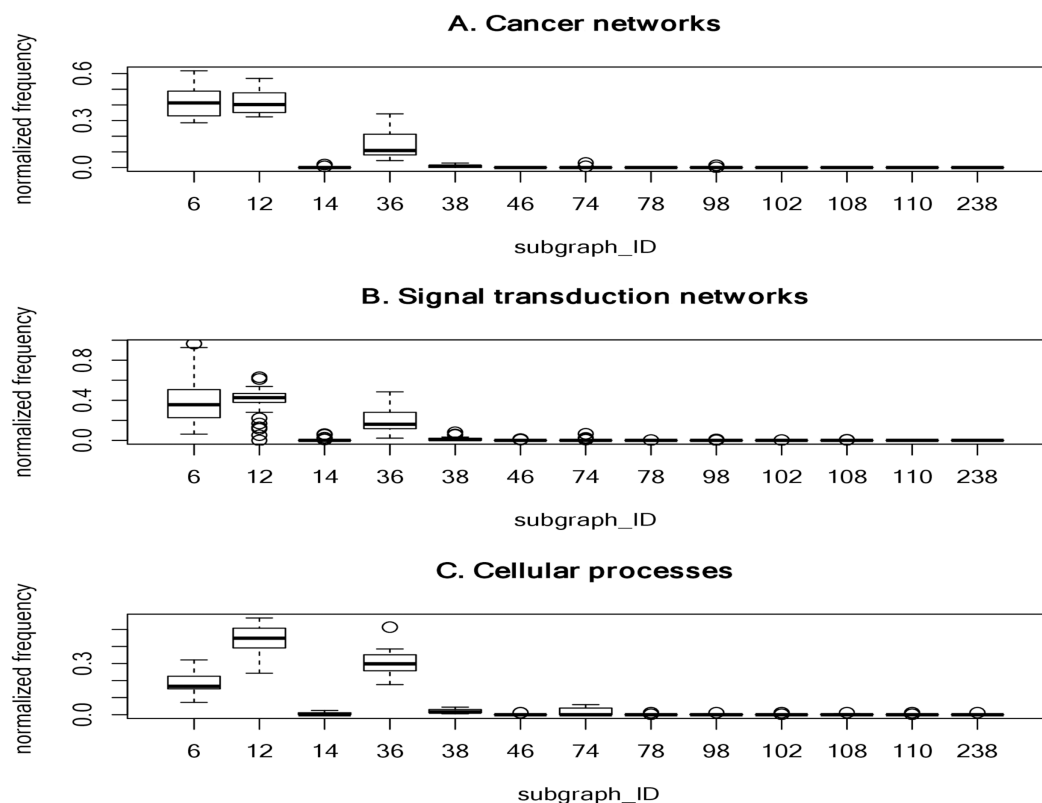 A. Cancer networks
normalized frequency
0.6
0.3
0.0
6 12 14 36 38 46 74 78 98 102 108 110 238
subgraph_ID
B. Signal transduction networks
normalized frequency
0.8
0.4
0.0
6 12 14 36 38 46 74 78 98 102 108 110 238
subgraph_ID
C. Cellular processes
normalized frequency
0.3
0.0
6 12 14 36 38 46 74 78 98 102 108 110 238
subgraph_ID